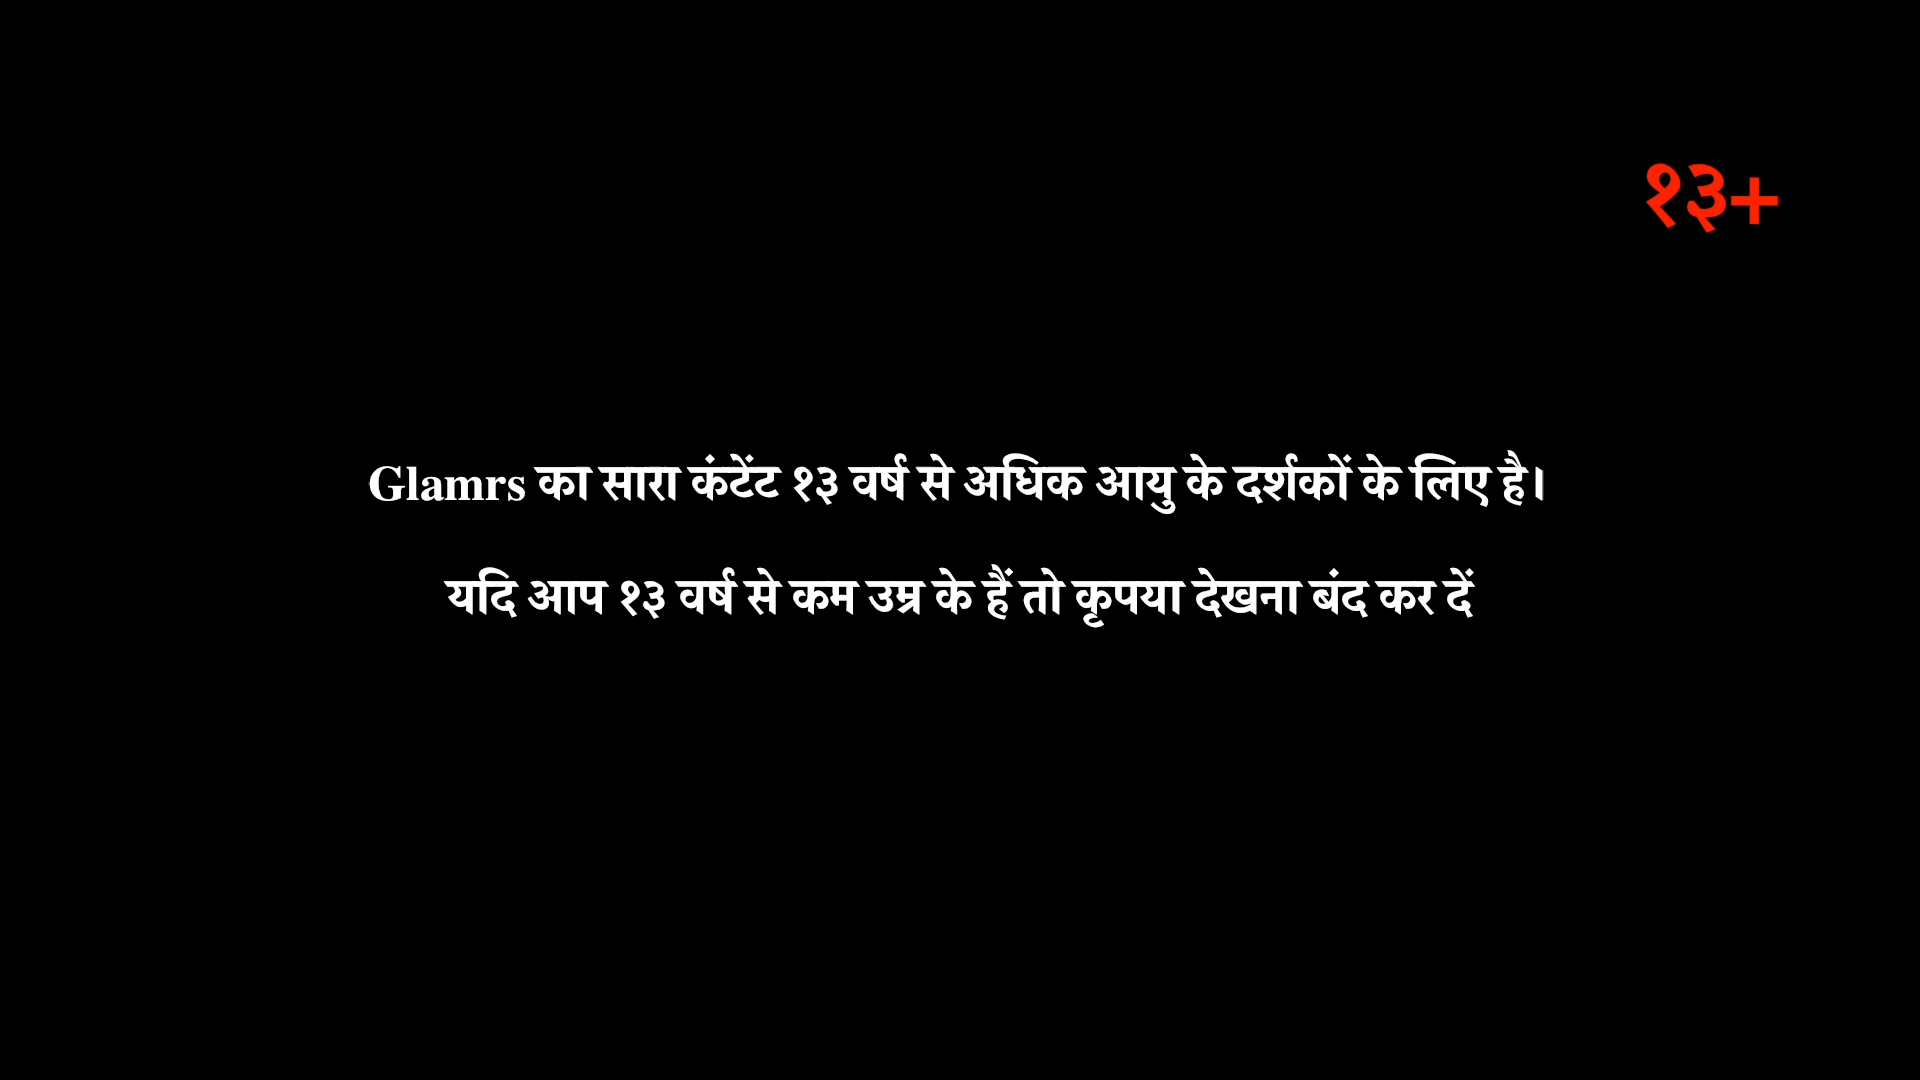 १३+
Glamrs का सारा कंटेंट १३ वर्ष से अधिक आयु के दर्शकों के लिए है।
यदि आप १३ वर्ष से कम उम्र के हैं तो कृपया देखना बंद कर दें